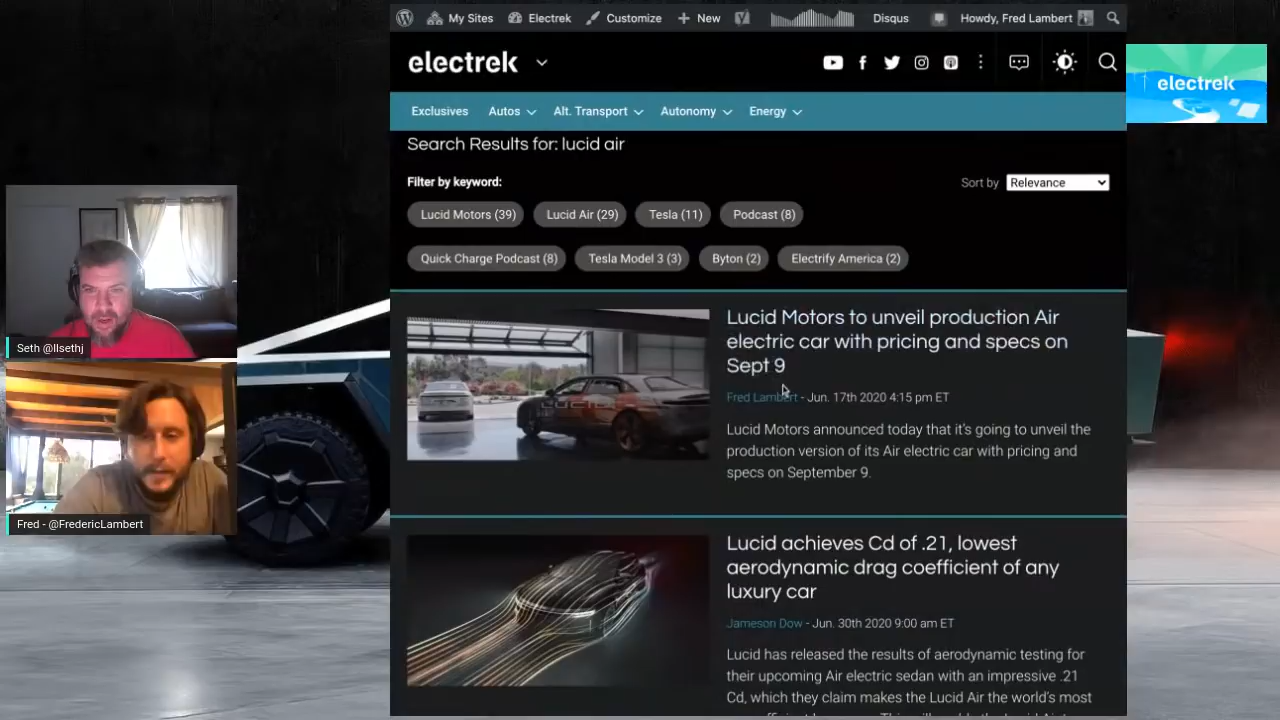 My Sites
Electrek
Customize
New
Disqus
Howdy, Fred Lambert
electrek
electrek
Exclusives
Autos
Alt. Transport
Autonomy
Energy
Search Results for: lucid air
Filter by keyword:
Sort by
Relevance
Lucid Motors (39)
Lucid Air (29)
Tesla (11)
Podcast (8)
Quick Charge Podcast (8)
Tesla Model 3 (3)
Byton (2)
Electrify America (2)
Lucid Motors to unveil production Air
electric car with pricing and specs on
Sept 9
Fred Lambert - Jun. 17th 2020 4:15 pm ET
Lucid Motors announced today that it's going to unveil the
production version of its Air electric car with pricing and
specs on September 9.
LUCID
Seth @llsethj
Fred - @FredericLambert
Lucid achieves Cd of .21, lowest
aerodynamic drag coefficient of any
luxury car
Jameson Dow - Jun. 30th 2020 9:00 am ET
Lucid has released the results of aerodynamic testing for
their upcoming Air electric sedan with an impressive .21
Cd, which they claim makes the Lucid Air the world's most